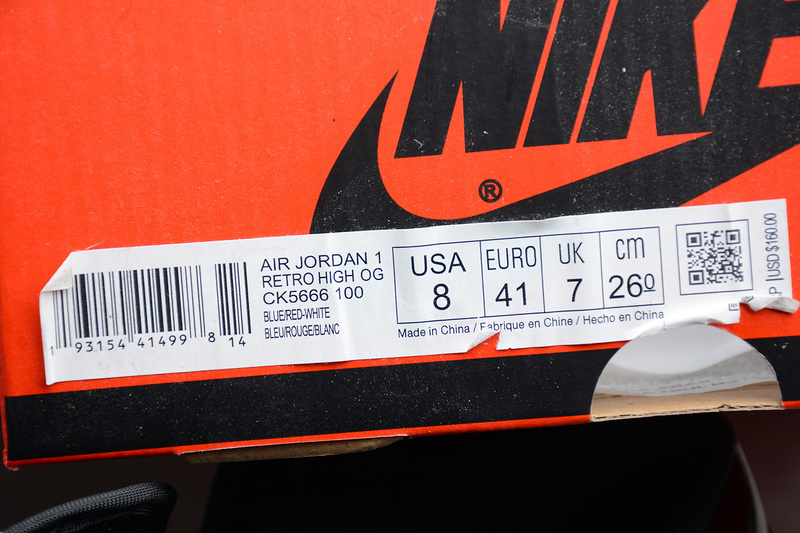 NIKE
®
AIR JORDAN 1
RETRO HIGH OG
CK5666 100
BLUE/RED-WHITE
BLEU/ROUGE/BLANC
1 93154 41499 8 14
USA EURO UK cm
8 41 7 26⁰
Made in China / Fabrique en Chine / Hecho en China
USD $160.00